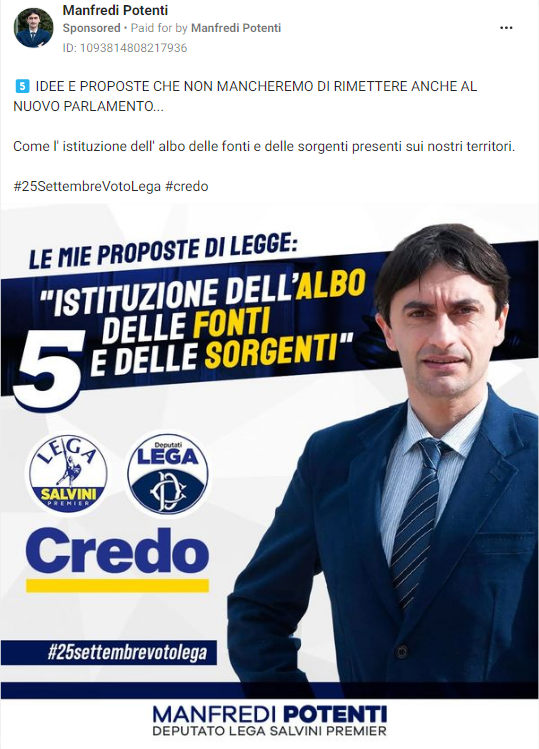 Manfredi Potenti
Sponsored • Paid for by Manfredi Potenti
ID: 1093814808217936
5 IDEE E PROPOSTE CHE NON MANCHEREMO DI RIMETTERE ANCHE AL
NUOVO PARLAMENTO...
Come l' istituzione dell' albo delle fonti e delle sorgenti presenti sui nostri territori.
#25SettembreVotoLega #credo
LE MIE PROPOSTE DI LEGGE:
"ISTITUZIONE DELL'ALBO
DELLE FONTI
E DELLE SORGENTI"
5
LEGA
SALVINI
PREMIER
Deputati
LEGA
Credo
#25settembrevotolega
MANFREDI POTENTI
DEPUTATO LEGA SALVINI PREMIER